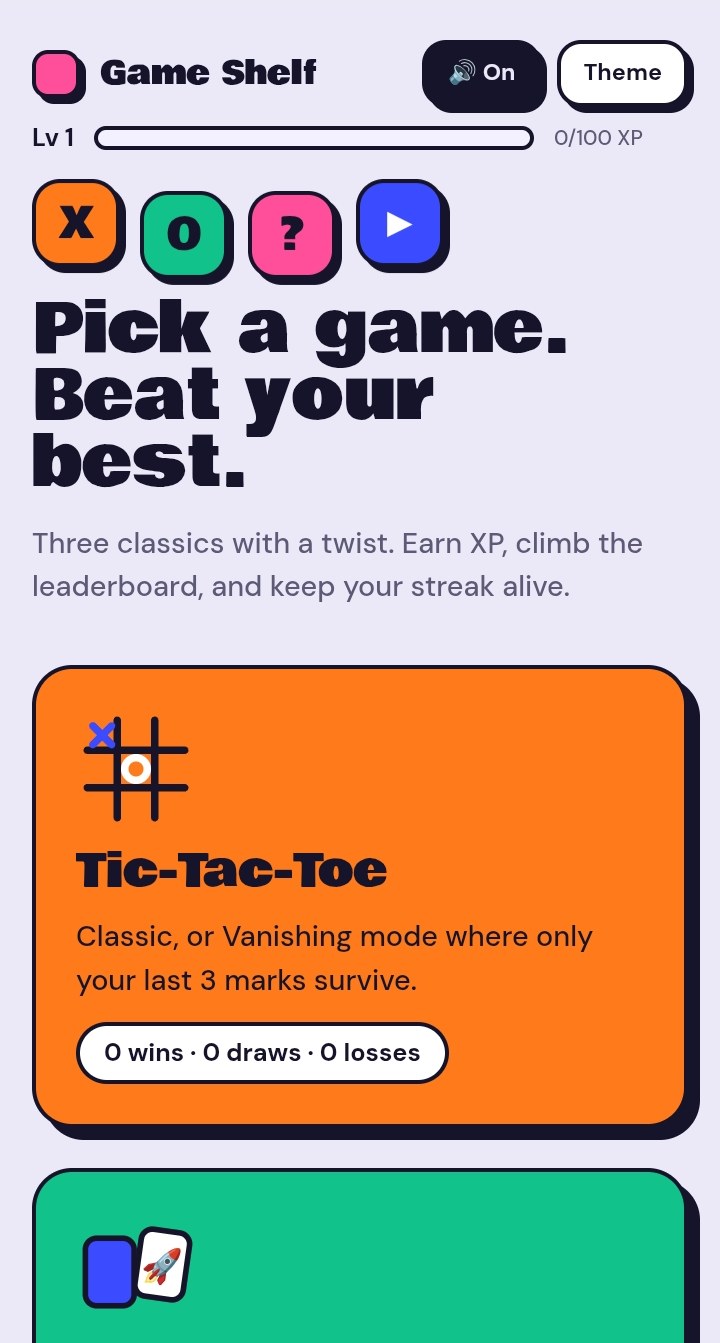 Game Shelf
🔊 On
Theme
Lv 1
0/100 XP
X O ? ▶
Pick a game.
Beat your
best.
Three classics with a twist. Earn XP, climb the
leaderboard, and keep your streak alive.
Tic-Tac-Toe
Classic, or Vanishing mode where only
your last 3 marks survive.
0 wins · 0 draws · 0 losses